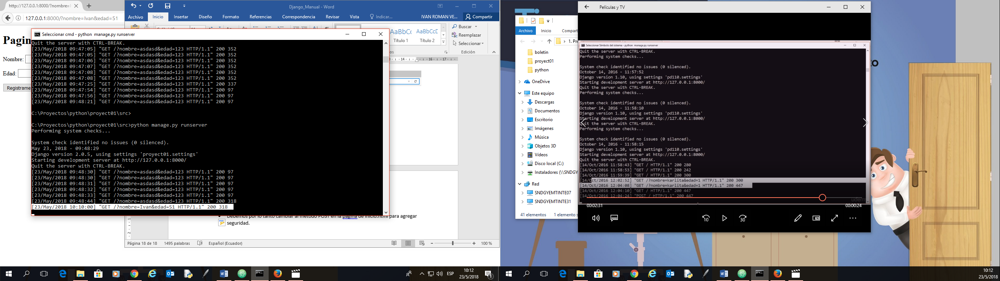 http://127.0.0.1:8000/?nombre=
127.0.0.1:8000/?nombre=Ivan&edad=51
Pagin
Nombre:
Edad:
Registrame
Django_Manual - Word
Archivo
Inicio
Insertar
Diseño
Formato
Referencias
Correspondencia
Revisar
Vista
Indicar...
IVAN ROMAN VE...
Compartir
AaBbCc
Título 1
AaBbCcD
Título 2
Buscar
Reemplazar
Seleccionar
Edición
14 · 16 · 17
Seleccionar cmd - python  manage.py runserver
Quit the server with CTRL-BREAK.
[23/May/2018 09:47:05] "GET /?nombre=asdasd&edad=123 HTTP/1.1" 200 352
[23/May/2018 09:47:05] "GET /?nombre=asdasd&edad=123 HTTP/1.1" 200 352
[23/May/2018 09:47:06] "GET /?nombre=asdasd&edad=123 HTTP/1.1" 200 352
[23/May/2018 09:47:07] "GET /?nombre=asdasd&edad=123 HTTP/1.1" 200 352
[23/May/2018 09:47:08] "GET /?nombre=asdasd&edad=123 HTTP/1.1" 200 352
[23/May/2018 09:47:08] "GET /?nombre=asdasd&edad=123 HTTP/1.1" 200 352
[23/May/2018 09:47:25] "GET /?nombre=asdasd&edad=123 HTTP/1.1" 200 337
[23/May/2018 09:47:54] "GET /?nombre=asdasd&edad=123 HTTP/1.1" 200 97
[23/May/2018 09:47:56] "GET /?nombre=asdasd&edad=123 HTTP/1.1" 200 97
[23/May/2018 09:48:21] "GET /?nombre=asdasd&edad=123 HTTP/1.1" 200 97
C:\Proyectos\python\proyect01\src>
C:\Proyectos\python\proyect01\src>python manage.py runserver
Performing system checks...
System check identified no issues (0 silenced).
May 23, 2018 - 09:48:29
Django version 2.0.5, using settings 'proyect01.settings'
Starting development server at http://127.0.0.1:8000/
Quit the server with CTRL-BREAK.
[23/May/2018 09:48:30] "GET /?nombre=asdasd&edad=123 HTTP/1.1" 200 97
[23/May/2018 09:48:30] "GET /?nombre=asdasd&edad=123 HTTP/1.1" 200 97
[23/May/2018 09:48:31] "GET /?nombre=asdasd&edad=123 HTTP/1.1" 200 97
[23/May/2018 09:48:32] "GET /?nombre=asdasd&edad=123 HTTP/1.1" 200 97
[23/May/2018 09:48:33] "GET /?nombre=asdasd&edad=123 HTTP/1.1" 200 97
[23/May/2018 09:48:44] "GET /?nombre=asdasd&edad=123 HTTP/1.1" 200 318
[23/May/2018 10:10:00] "GET /?nombre=Ivan&edad=51 HTTP/1.1" 200 318
Debemos por lo tanto cambiar al metodo POST en la pagina de inicio.html para agregar
seguridad.
Página 18 de 18
1495 palabras
Español (Ecuador)
100 %
ESP
10:12
23/5/2018
1
Archivo
Inicio
Compart
1. Pro
boletin
proyect01
python
OneDrive
Este equipo
Descargas
Documentos
Escritorio
Imágenes
Música
Objetos 3D
Vídeos
Disco local (C:)
Instaladores (\\SNDGY
Red
SNDGYEMTINTE07
SNDGYEMTINTE31
41 elementos
1 elemento s
Películas y TV
Seleccionar Símbolo del sistema - python  manage.py runserver
Quit the server with CTRL-BREAK.
Performing system checks...
System check identified no issues (0 silenced).
October 14, 2016 - 11:57:52
Django version 1.10, using settings 'pd110.settings'
Starting development server at http://127.0.0.1:8000/
Quit the server with CTRL-BREAK.
Performing system checks...
System check identified no issues (0 silenced).
October 14, 2016 - 11:58:10
Django version 1.10, using settings 'pd110.settings'
Starting development server at http://127.0.0.1:8000/
Quit the server with CTRL-BREAK.
Performing system checks...
System check identified no issues (0 silenced).
October 14, 2016 - 11:58:15
Django version 1.10, using settings 'pd110.settings'
Starting development server at http://127.0.0.1:8000/
Quit the server with CTRL-BREAK.
[14/Oct/2016 11:58:43] "GET / HTTP/1.1" 200 280
[14/Oct/2016 11:58:53] "GET / HTTP/1.1" 200 242
[14/Oct/2016 11:59:39] "GET / HTTP/1.1" 200 300
[14/Oct/2016 12:02:52] "GET /?nombre=karlita&edad=1 HTTP/1.1" 200 300
[14/Oct/2016 12:04:08] "GET /?nombre=karlita&edad=1 HTTP/1.1" 200 447
[14/Oct/2016 12:04:10] "GET / HTTP/1.1" 200 447
[14/Oct/2016 12:04:24] "POST / HTTP/1.1" 200 447
udemy
00:02:31
00:00:24
10
30
to
10:12
23/5/2018